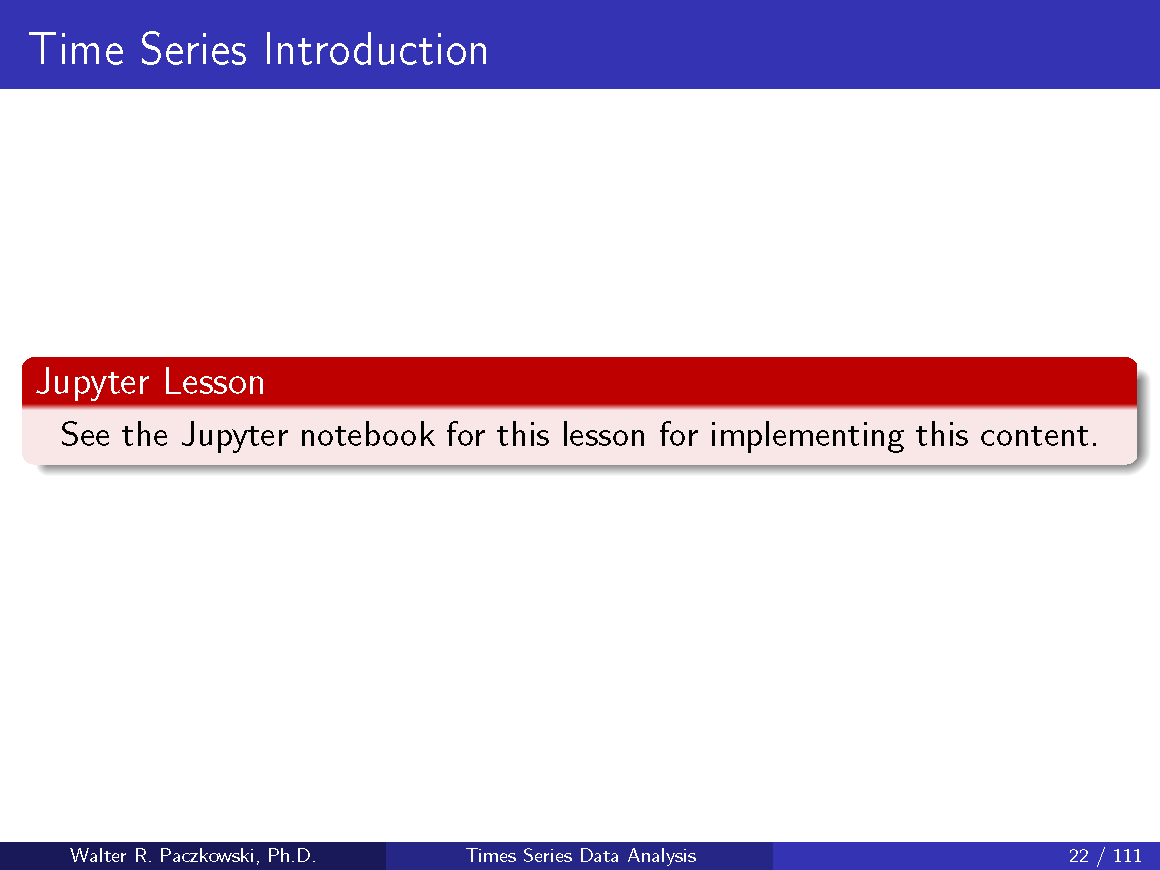 Time Series Introduction
Jupyter Lesson
See the Jupyter notebook for this lesson for implementing this content.
Walter R. Paczkowski, Ph.D.
Times Series Data Analysis
22 / 111